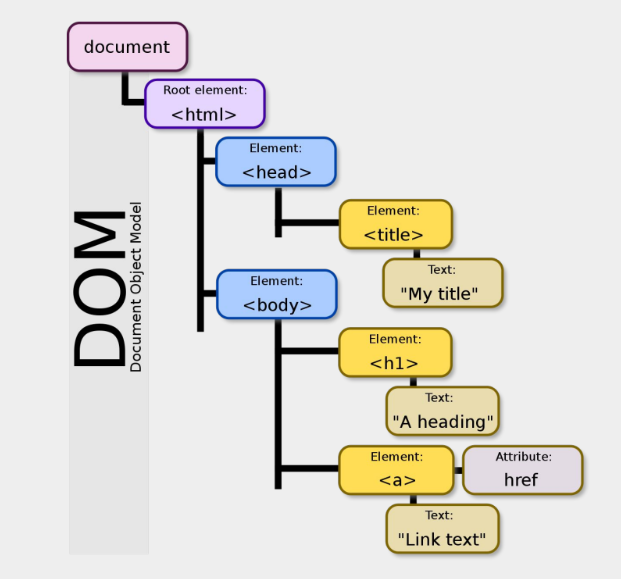 document
Root element:
<html>
Element:
<head>
Element:
<title>
Text:
"My title"
DOM
Document Object Model
Element:
<body>
Element:
<h1>
Text:
"A heading"
Element:
<a>
Attribute:
href
Text:
"Link text"